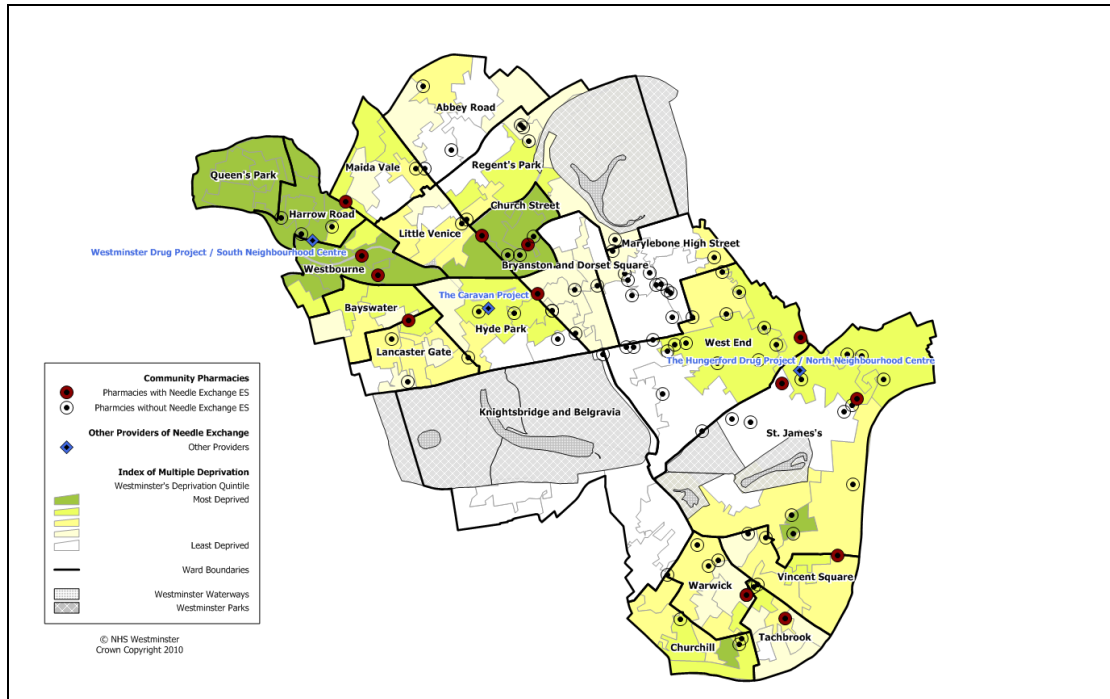 Abbey Road
Regent's Park
Maida Vale
Queen's Park
Church Street
Harrow Road
Little Venice
Marylebone High Street
Westminster Drug Project / South Neighbourhood Centre
Westbourne
Bryanston and Dorset Square
The Caravan Project
Bayswater
Hyde Park
West End
Lancaster Gate
The Hungerford Drug Project / North Neighbourhood Centre
Knightsbridge and Belgravia
St. James's
Vincent Square
Warwick
Tachbrook
Churchill
Community Pharmacies
Pharmacies with Needle Exchange ES
Pharmcies without Needle Exchange ES
Other Providers of Needle Exchange
Other Providers
Index of Multiple Deprivation
Westminster's Deprivation Quintile
Most Deprived
Least Deprived
Ward Boundaries
Westminster Waterways
Westminster Parks
© NHS Westminster
Crown Copyright 2010